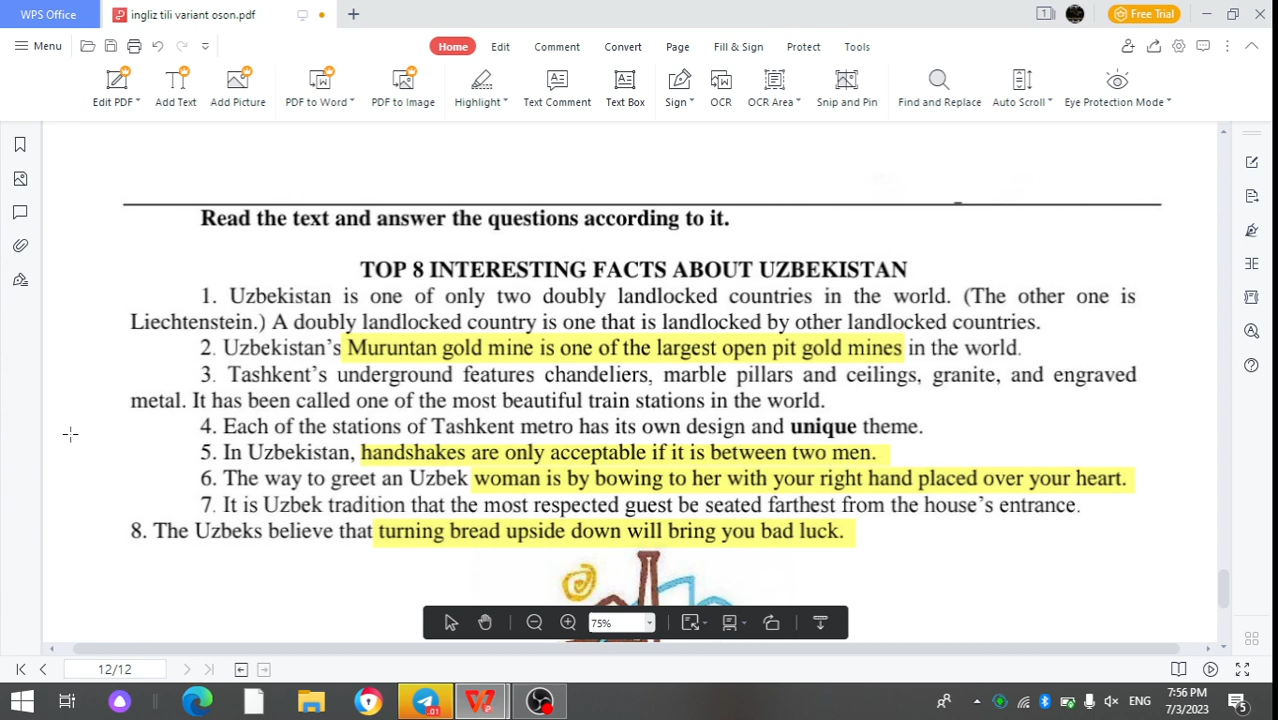 WPS Office
ingliz tili variant oson.pdf
1
Free Trial
Menu
Home
Edit
Comment
Convert
Page
Fill & Sign
Protect
Tools
Edit PDF
Add Text
Add Picture
PDF to Word
PDF to Image
Highlight
Text Comment
Text Box
Sign
OCR
OCR Area
Snip and Pin
Find and Replace
Auto Scroll
Eye Protection Mode
Read the text and answer the questions according to it.
TOP 8 INTERESTING FACTS ABOUT UZBEKISTAN
1. Uzbekistan is one of only two doubly landlocked countries in the world. (The other one is
Liechtenstein.) A doubly landlocked country is one that is landlocked by other landlocked countries.
2. Uzbekistan's Muruntan gold mine is one of the largest open pit gold mines in the world.
3. Tashkent's underground features chandeliers, marble pillars and ceilings, granite, and engraved
metal. It has been called one of the most beautiful train stations in the world.
4. Each of the stations of Tashkent metro has its own design and unique theme.
5. In Uzbekistan, handshakes are only acceptable if it is between two men.
6. The way to greet an Uzbek woman is by bowing to her with your right hand placed over your heart.
7. It is Uzbek tradition that the most respected guest be seated farthest from the house's entrance.
8. The Uzbeks believe that turning bread upside down will bring you bad luck.
75%
12/12
01
ENG
7:56 PM
7/3/2023
5